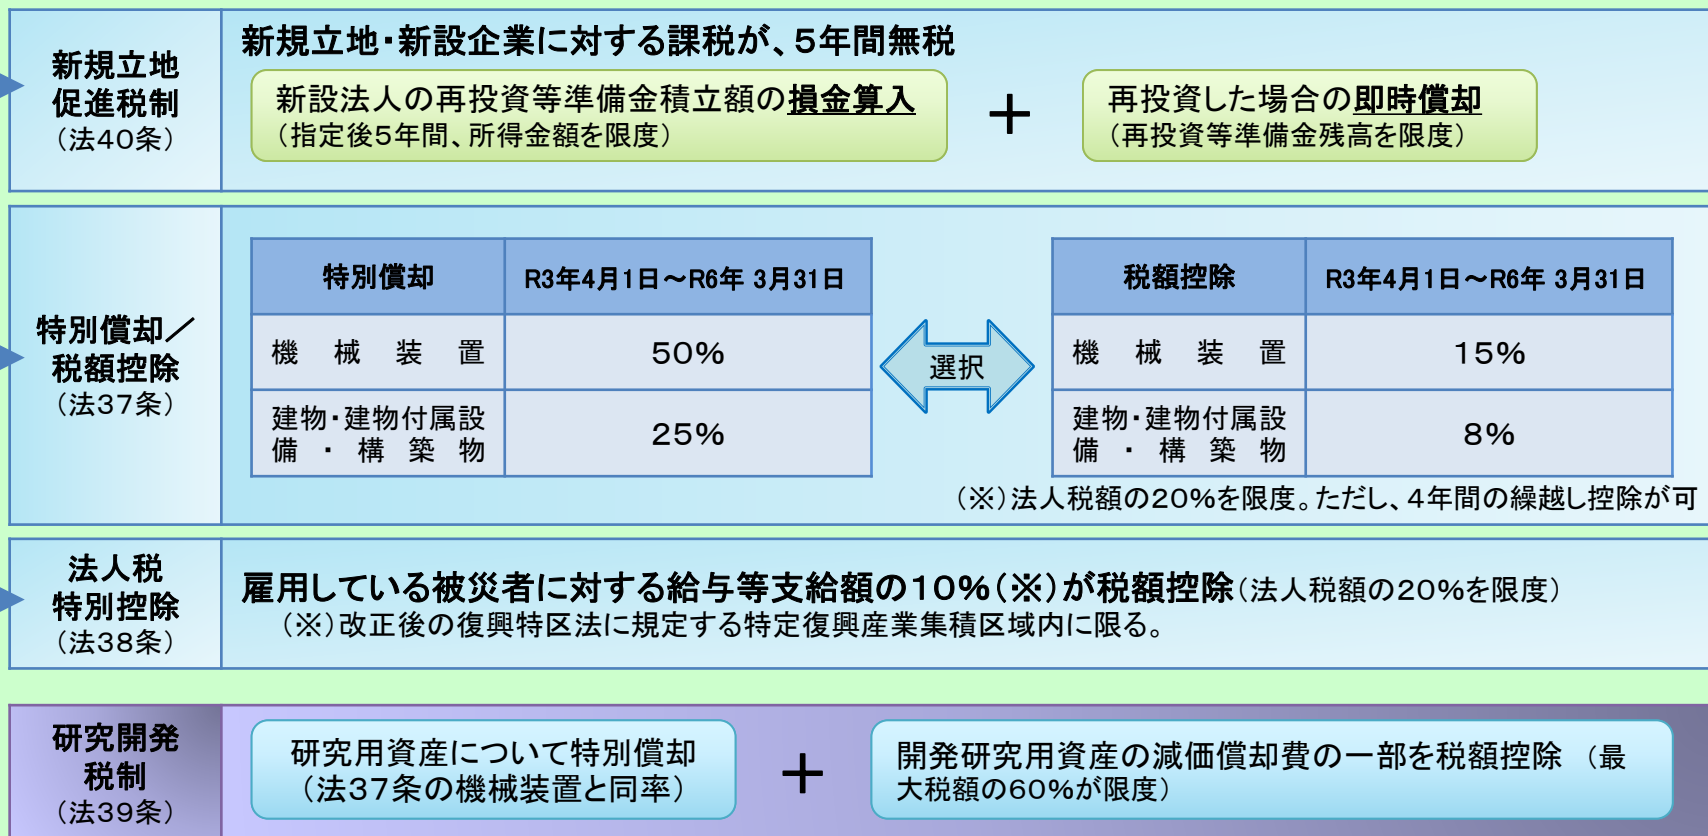 新規立地
促進税制
（法40条）
新規立地・新設企業に対する課税が、5年間無税
新設法人の再投資等準備金積立額の損金算入
（指定後5年間、所得金額を限度）
＋
再投資した場合の即時償却
（再投資等準備金残高を限度）
特別償却／
税額控除
（法37条）
特別償却 R3年4月1日～R6年 3月31日
機械装置 50%
建物・建物付属設
備・構築物 25%
選択
税額控除 R3年4月1日～R6年 3月31日
機械装置 15%
建物・建物付属設
備・構築物 8%
（※）法人税額の20%を限度。ただし、4年間の繰越し控除が可
法人税
特別控除
（法38条）
雇用している被災者に対する給与等支給額の10%（※）が税額控除（法人税額の20%を限度）
（※）改正後の復興特区法に規定する特定復興産業集積区域内に限る。
研究開発
税制
（法39条）
研究用資産について特別償却
（法37条の機械装置と同率）
＋
開発研究用資産の減価償却費の一部を税額控除 （最
大税額の60%が限度）